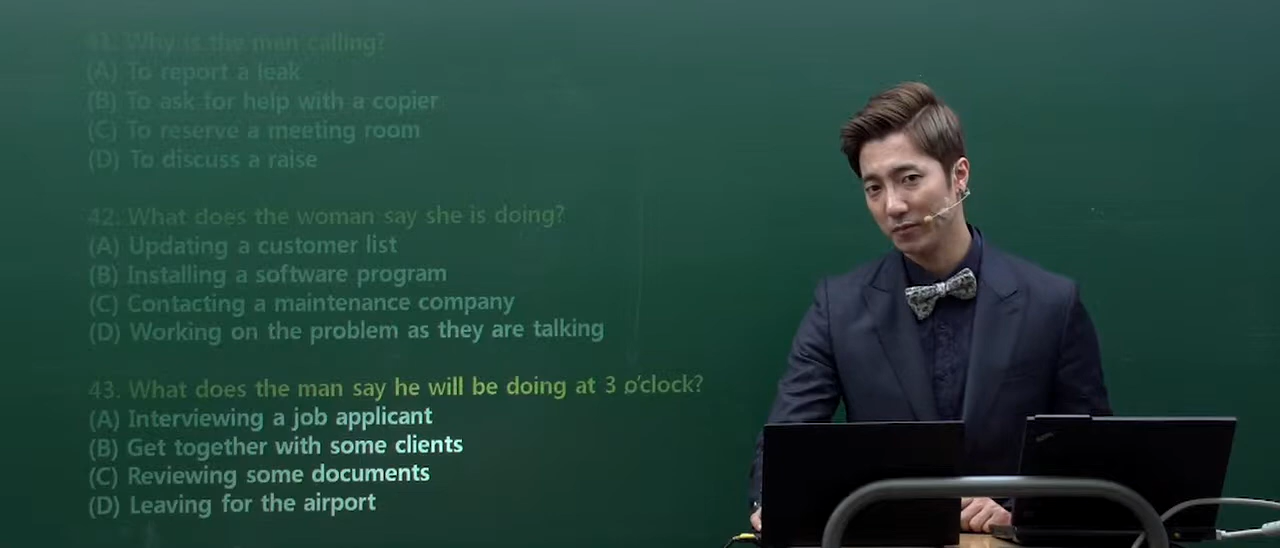 41. Why is the man calling?
(A) To report a leak
(B) To ask for help with a copier
(C) To reserve a meeting room
(D) To discuss a raise
42. What does the woman say she is doing?
(A) Updating a customer list
(B) Installing a software program
(C) Contacting a maintenance company
(D) Working on the problem as they are talking
43. What does the man say he will be doing at 3 o'clock?
(A) Interviewing a job applicant
(B) Get together with some clients
(C) Reviewing some documents
(D) Leaving for the airport